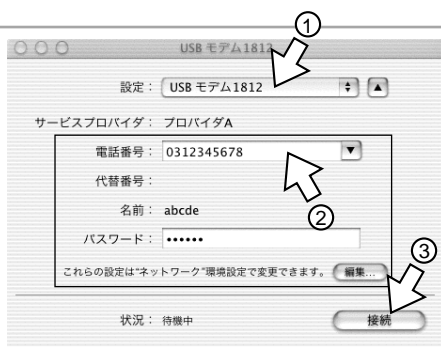 ①
USB モデム1812
設定： USB モデム1812
サービスプロバイダ： プロバイダA
電話番号： 0312345678
代替番号：
②
名前： abcde
パスワード： ••••••
③
これらの設定は"ネットワーク"環境設定で変更できます。 編集...
状況： 待機中 接続